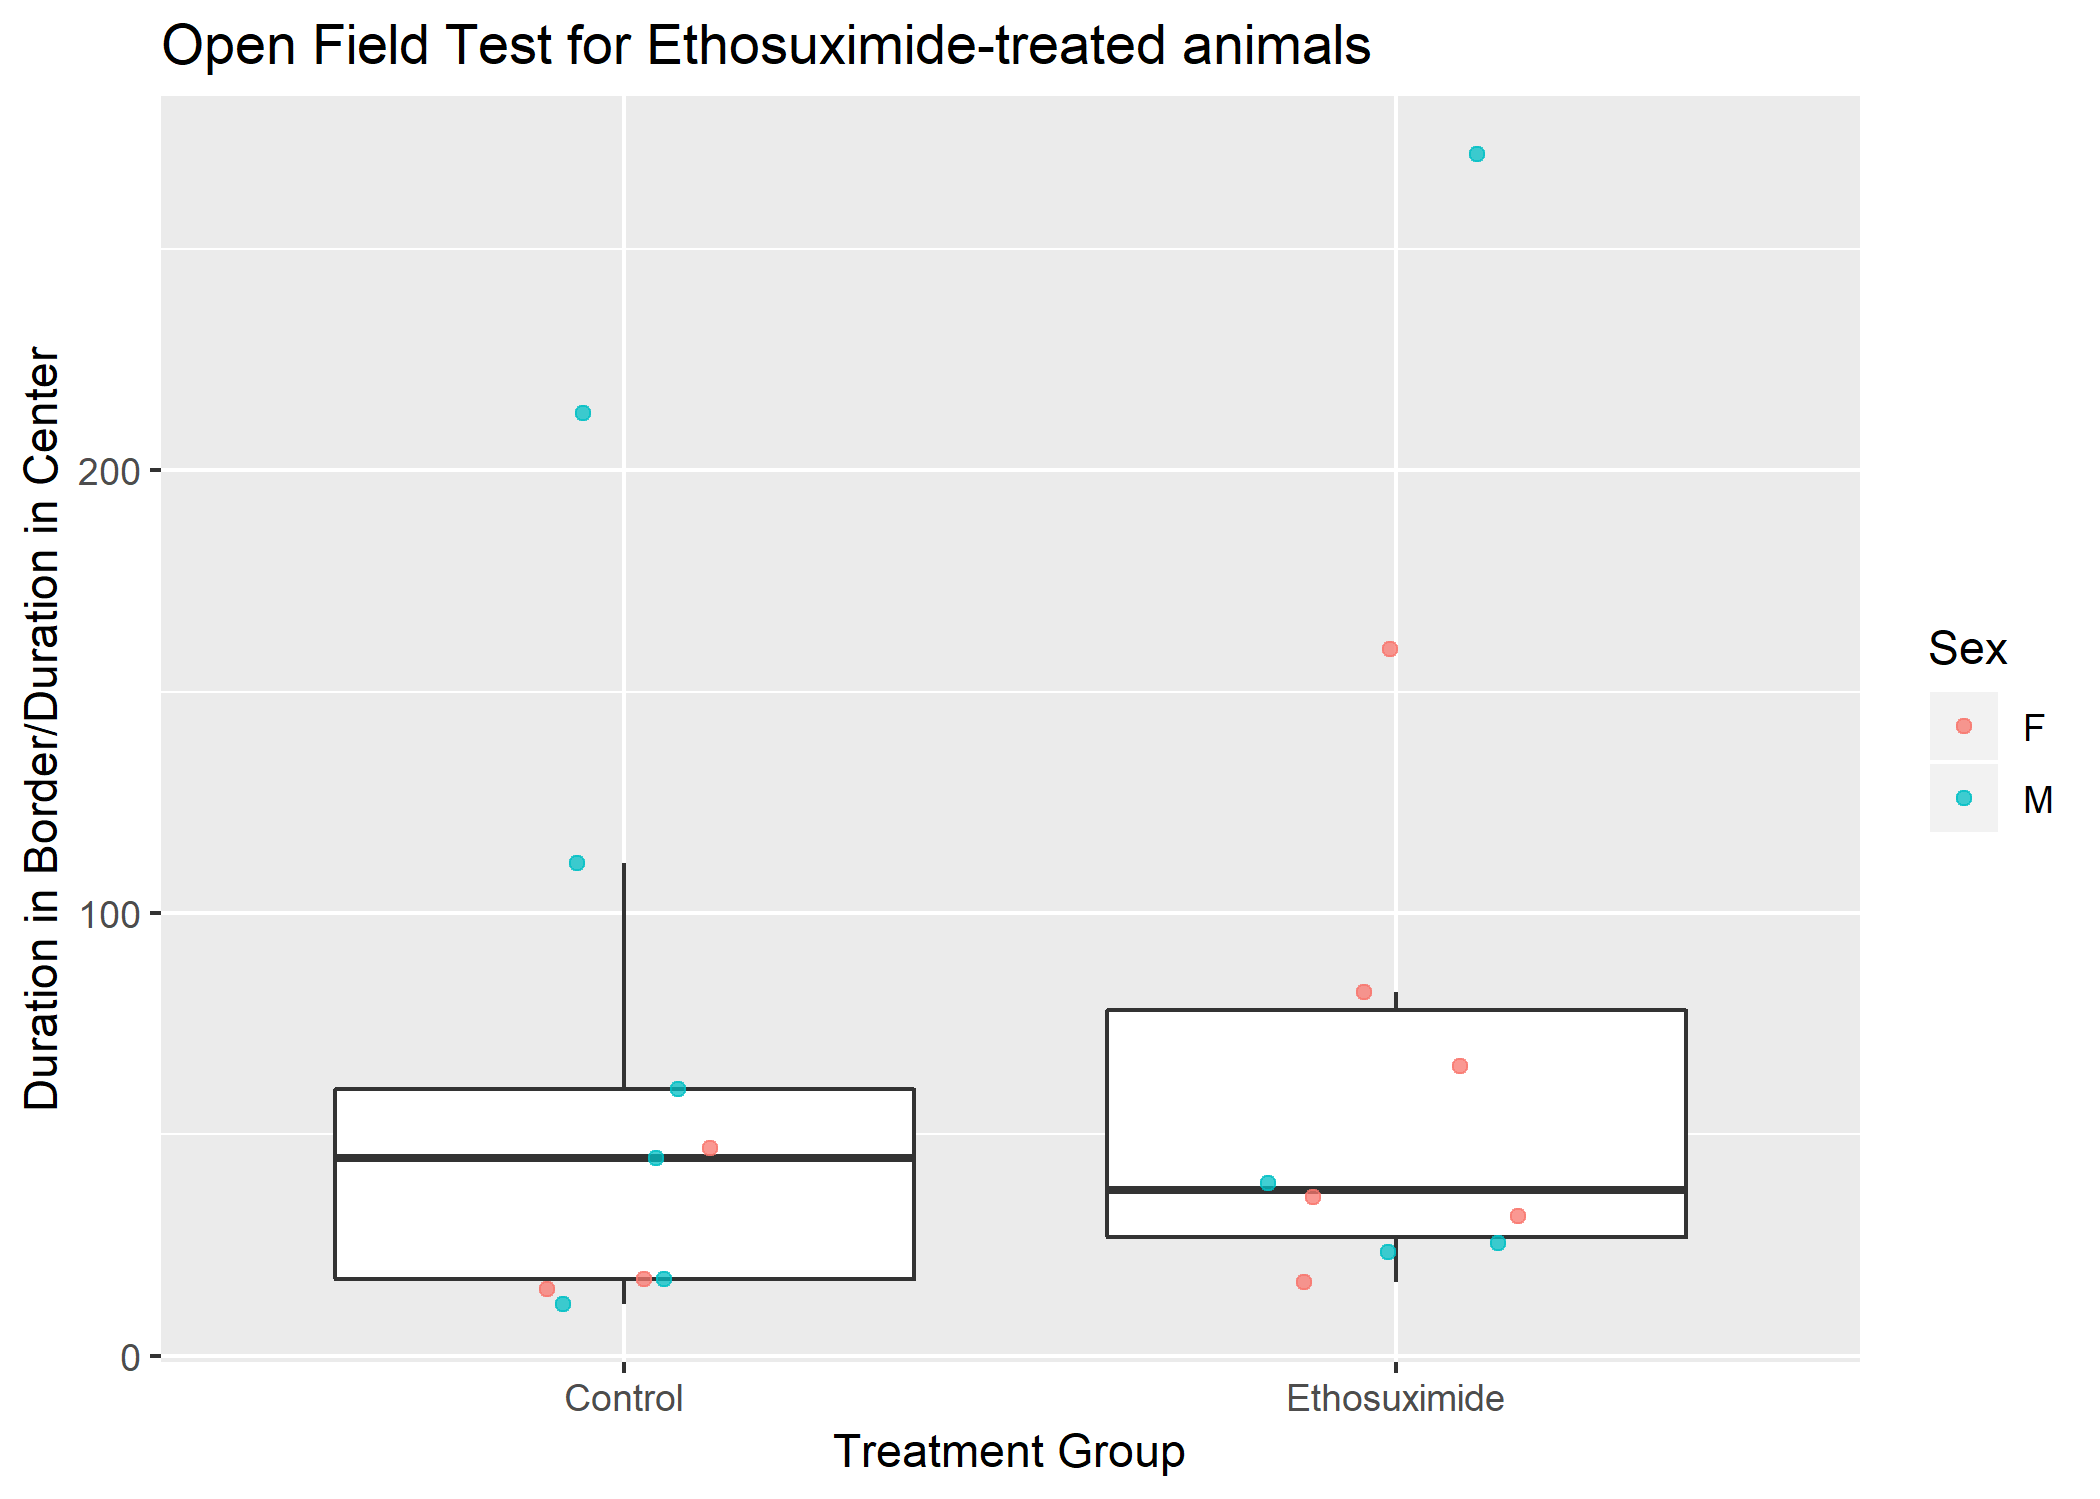 Open Field Test for Ethosuximide-treated animals
Duration in Border/Duration in Center
200
100
0
Control
Ethosuximide
Treatment Group
Sex
F
M